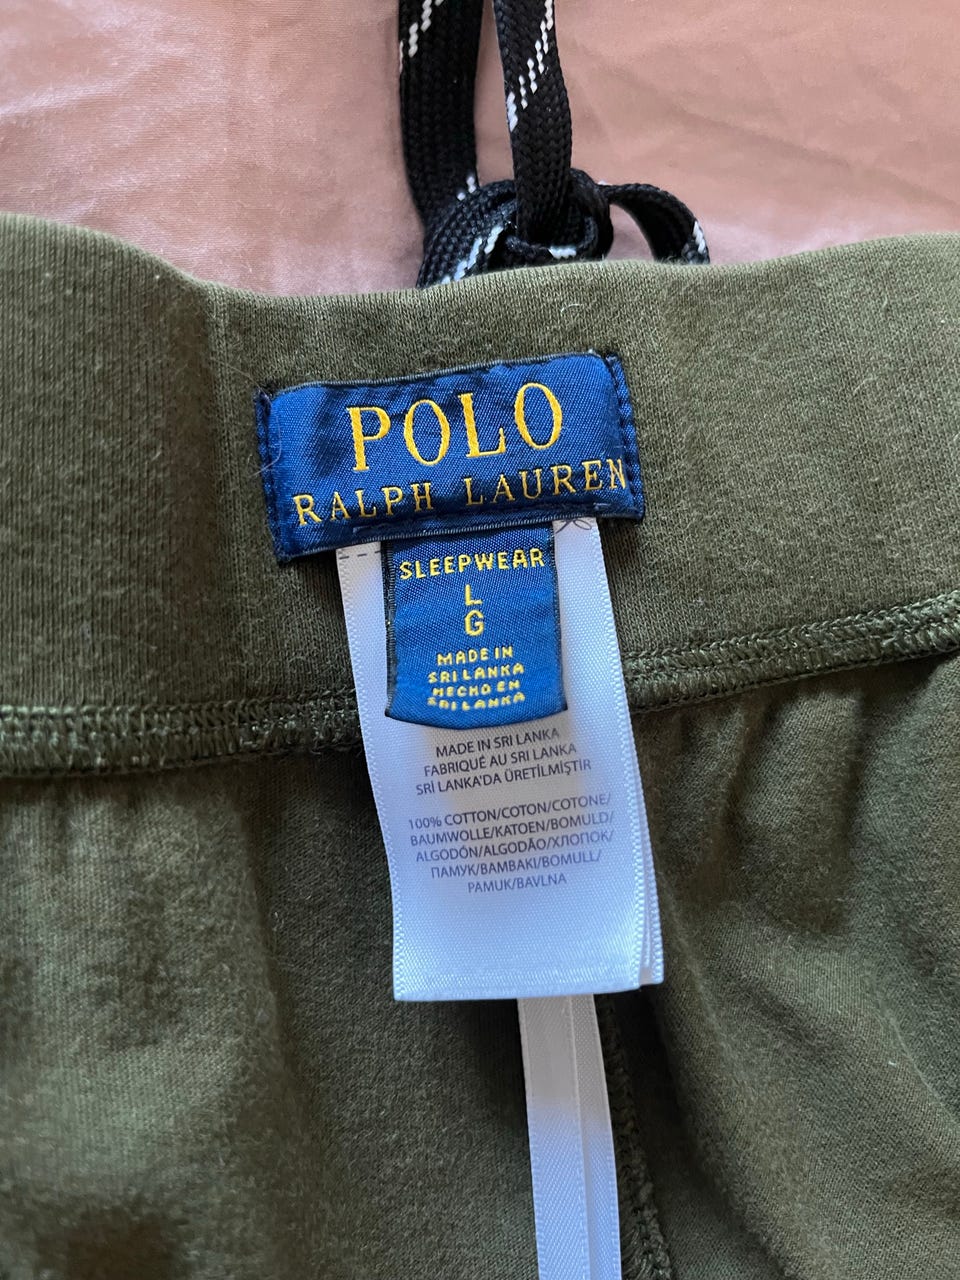 POLO
RALPH LAUREN
SLEEPWEAR
L
G
MADE IN
SRI LANKA
HECHO EN
SRI LANKA
MADE IN SRI LANKA
FABRIQUÉ AU SRI LANKA
SRİ LANKA'DA ÜRETİLMİŞTİR
100% COTTON/COTON/COTONE/
BAUMWOLLE/KATOEN/BOMULD/
ALGODÓN/ALGODÃO/ХЛОПОК/
ПАМУК/BAMBAKI/BOMULL/
PAMUK/BAVLNA